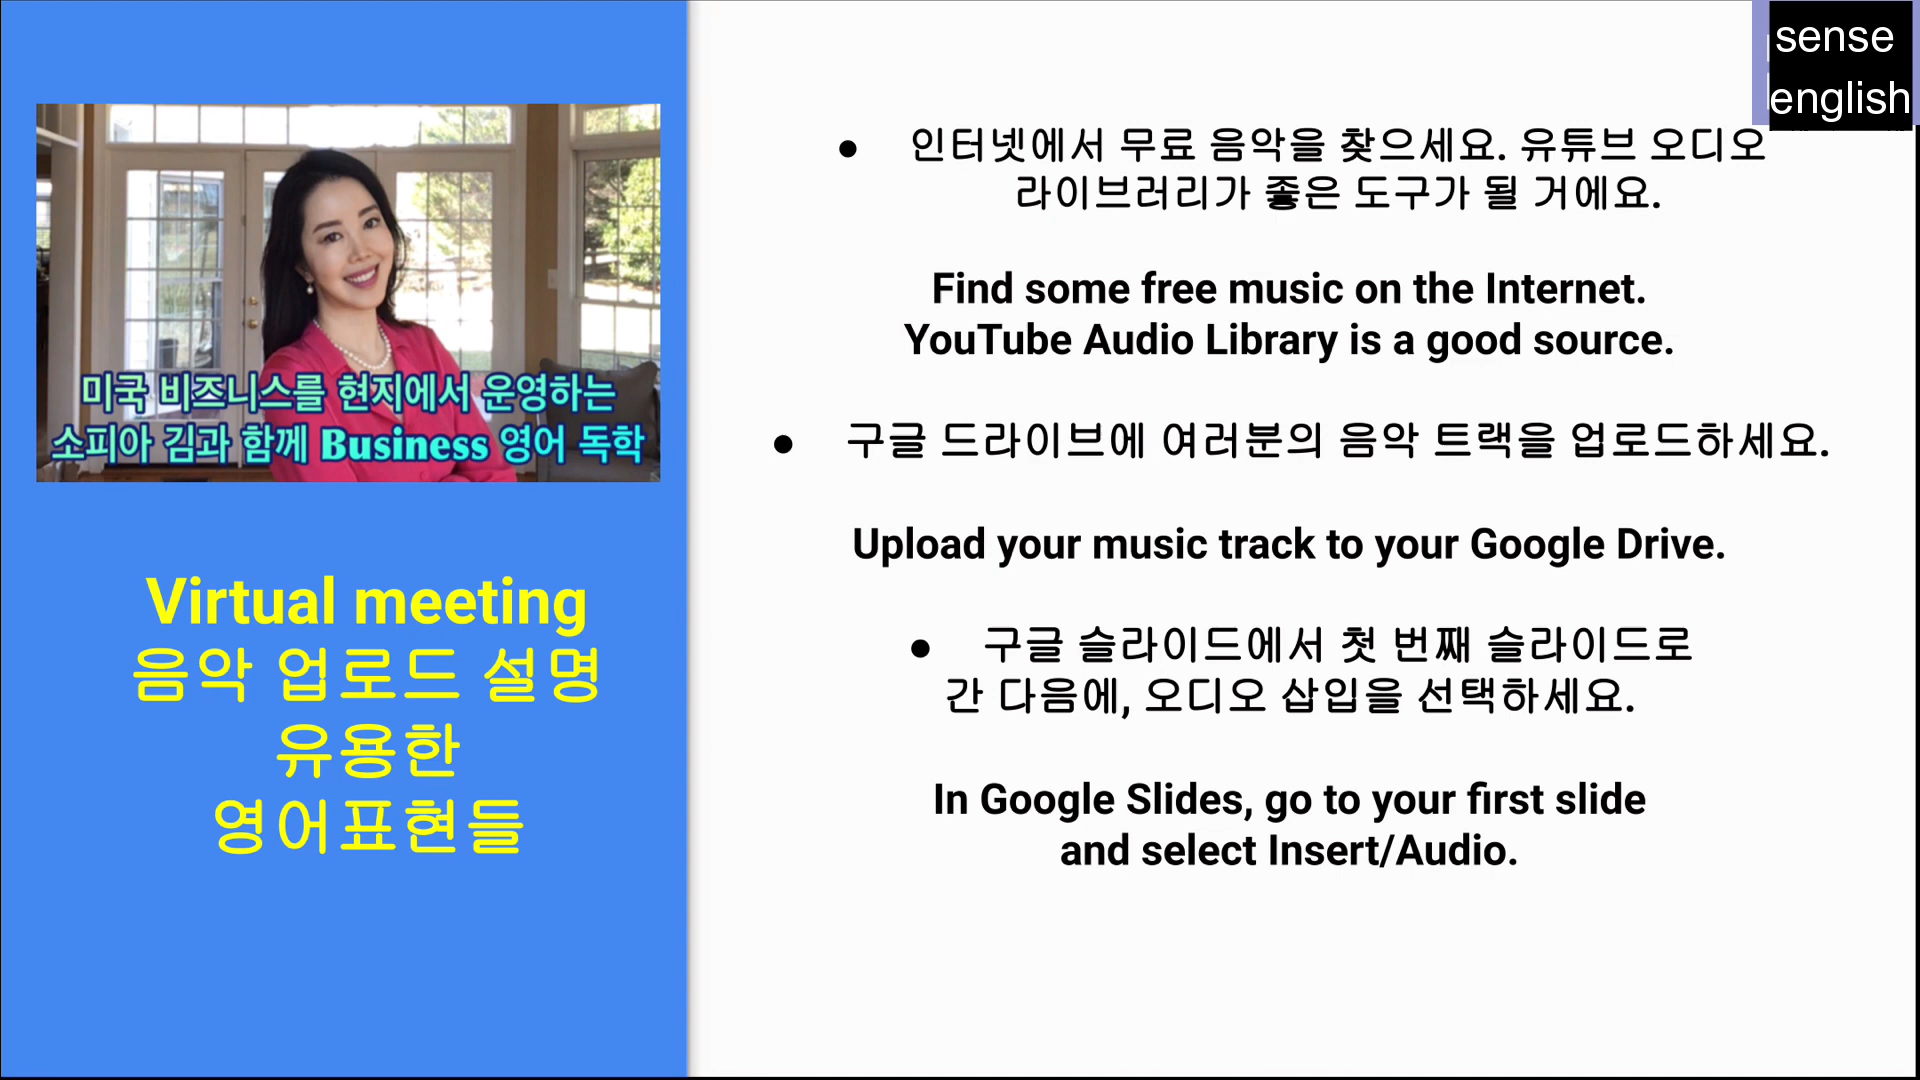 sense
english
미국 비즈니스를 현지에서 운영하는
소피아 김과 함께 Business 영어 독학
Virtual meeting
음악 업로드 설명
유용한
영어표현들
● 인터넷에서 무료 음악을 찾으세요. 유튜브 오디오
라이브러리가 좋은 도구가 될 거에요.
Find some free music on the Internet.
YouTube Audio Library is a good source.
● 구글 드라이브에 여러분의 음악 트랙을 업로드하세요.
Upload your music track to your Google Drive.
● 구글 슬라이드에서 첫 번째 슬라이드로
간 다음에, 오디오 삽입을 선택하세요.
In Google Slides, go to your first slide
and select Insert/Audio.